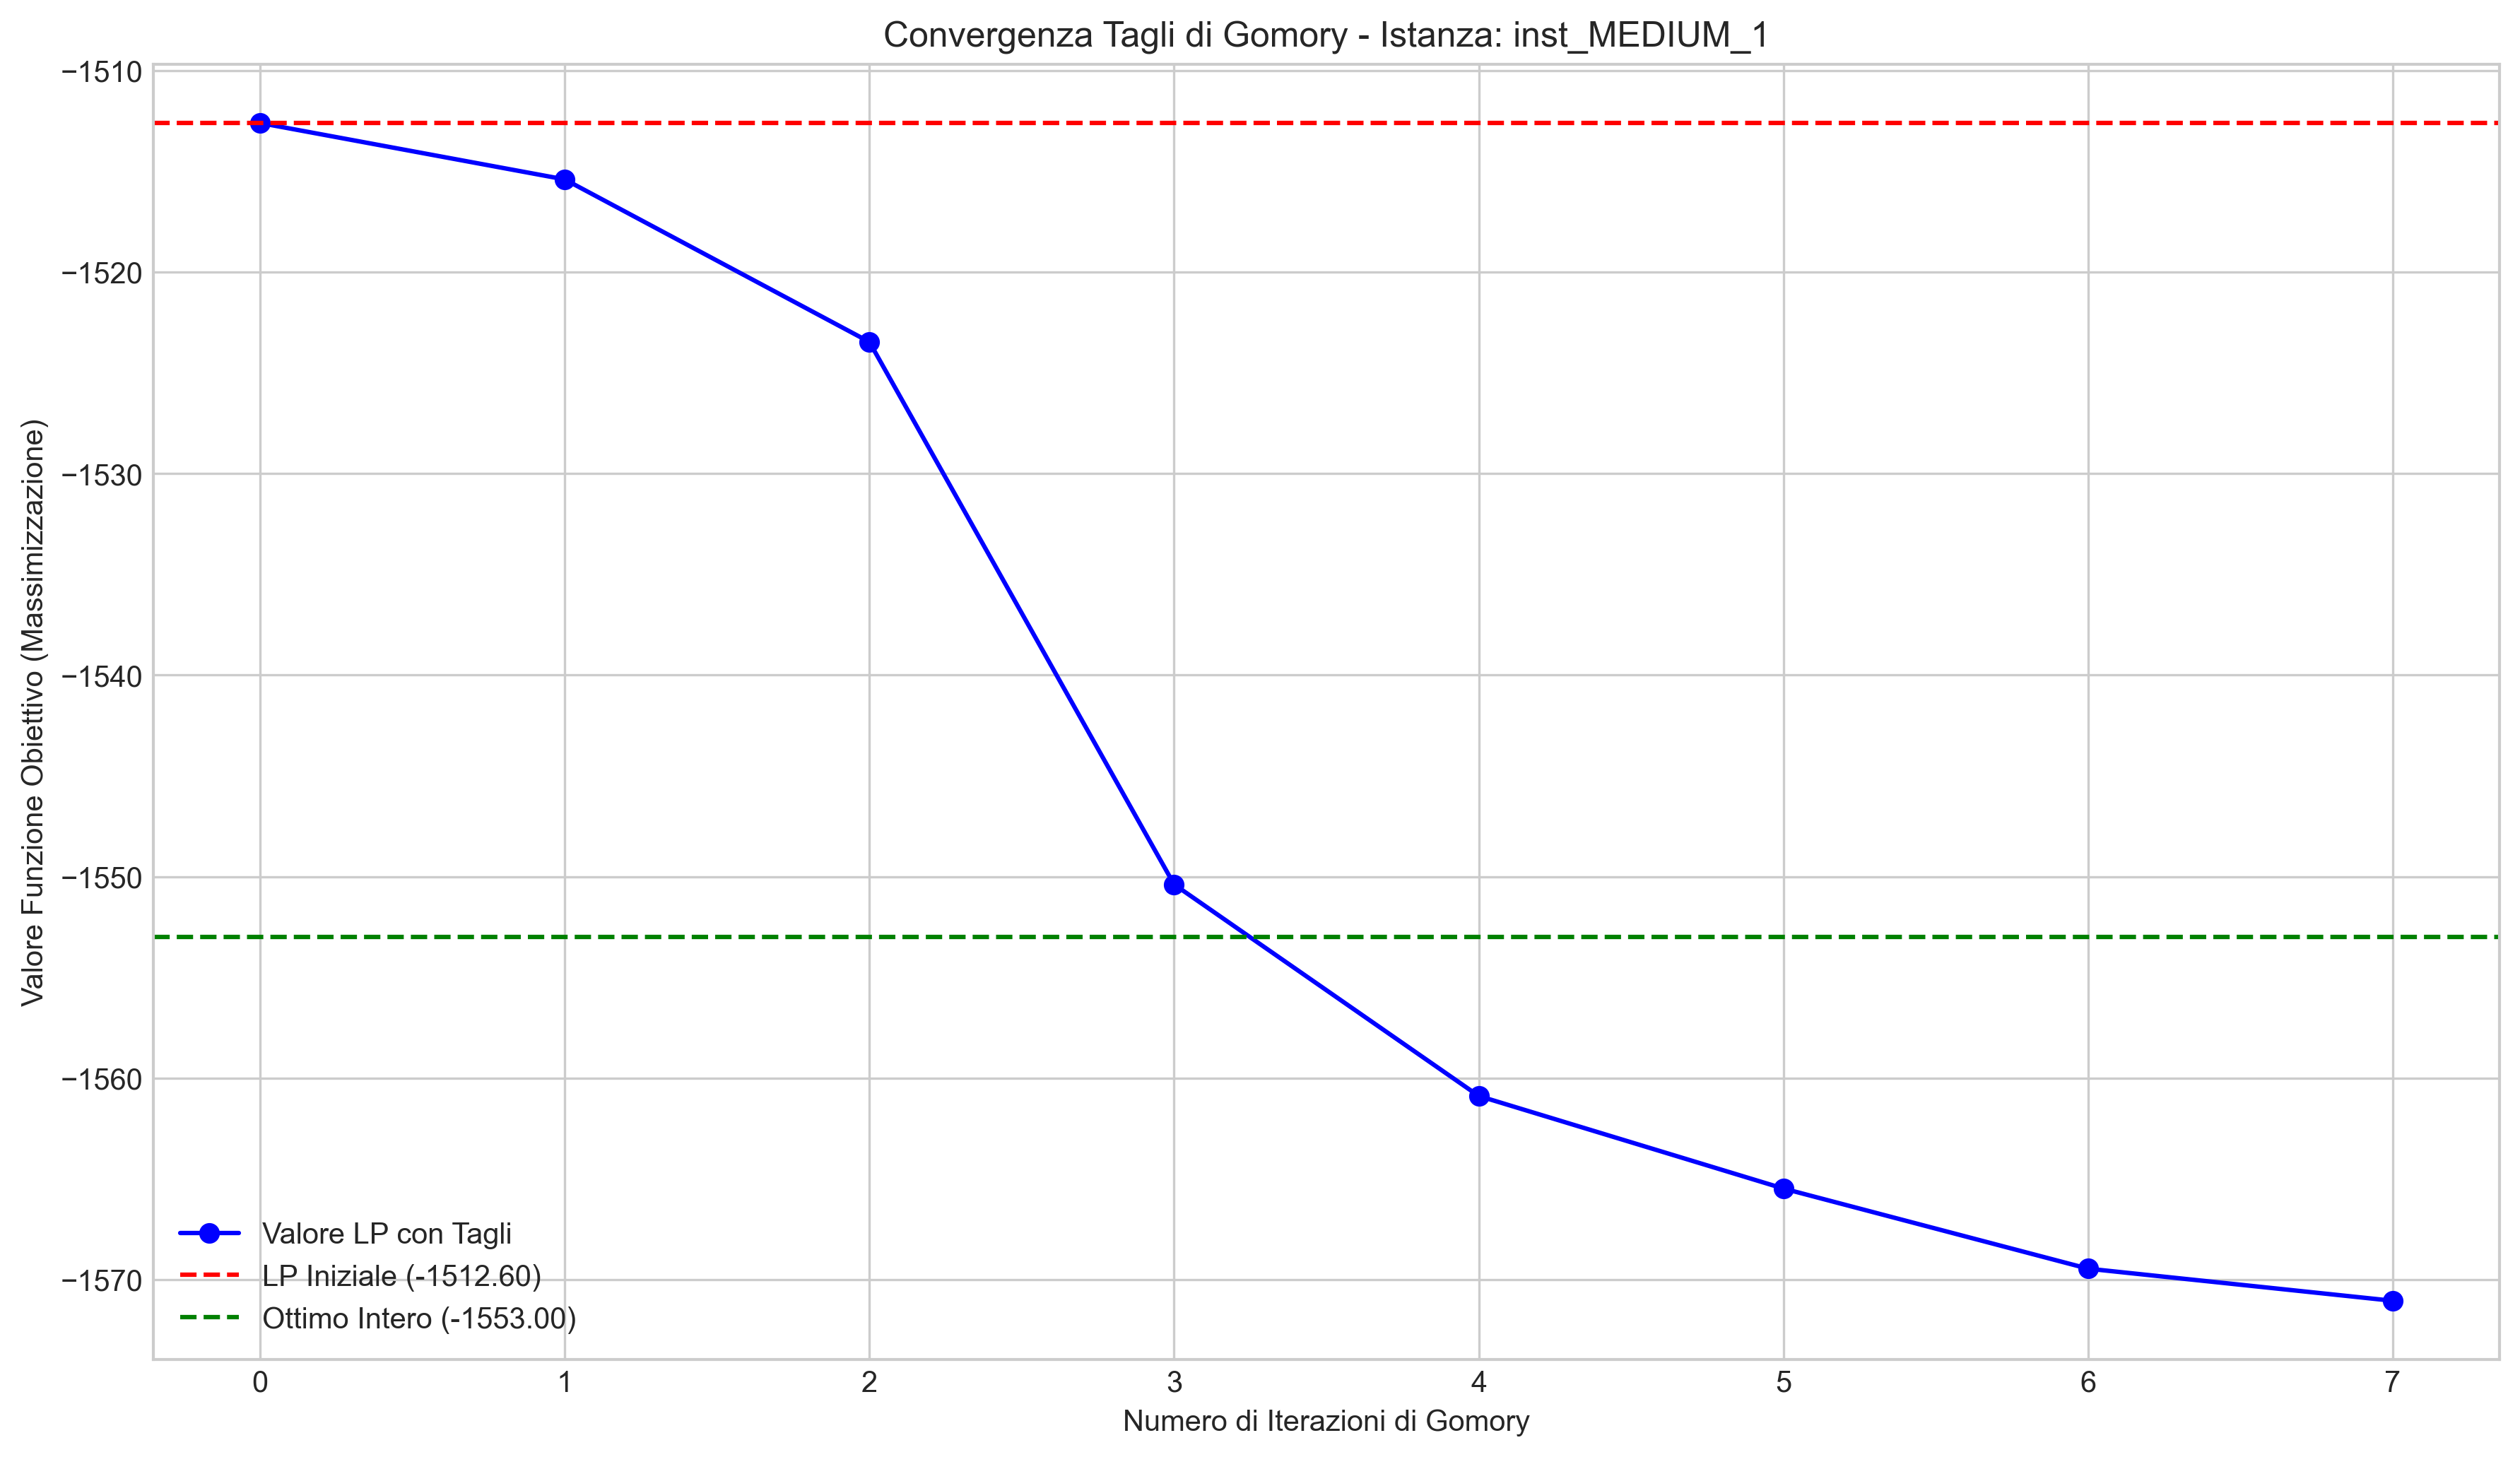 Convergenza Tagli di Gomory - Istanza: inst_MEDIUM_1
Valore Funzione Obiettivo (Massimizzazione)
−1510
−1520
−1530
−1540
−1550
−1560
−1570
Valore LP con Tagli
LP Iniziale (-1512.60)
Ottimo Intero (-1553.00)
0 1 2 3 4 5 6 7
Numero di Iterazioni di Gomory